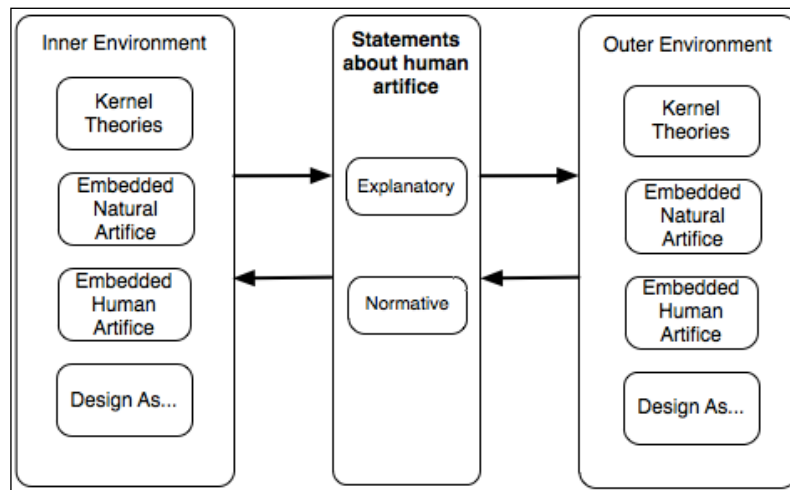 Inner Environment
Kernel
Theories
Embedded
Natural
Artifice
Embedded
Human
Artifice
Design As...
Statements
about human
artifice
Explanatory
Normative
Outer Environment
Kernel
Theories
Embedded
Natural
Artifice
Embedded
Human
Artifice
Design As...